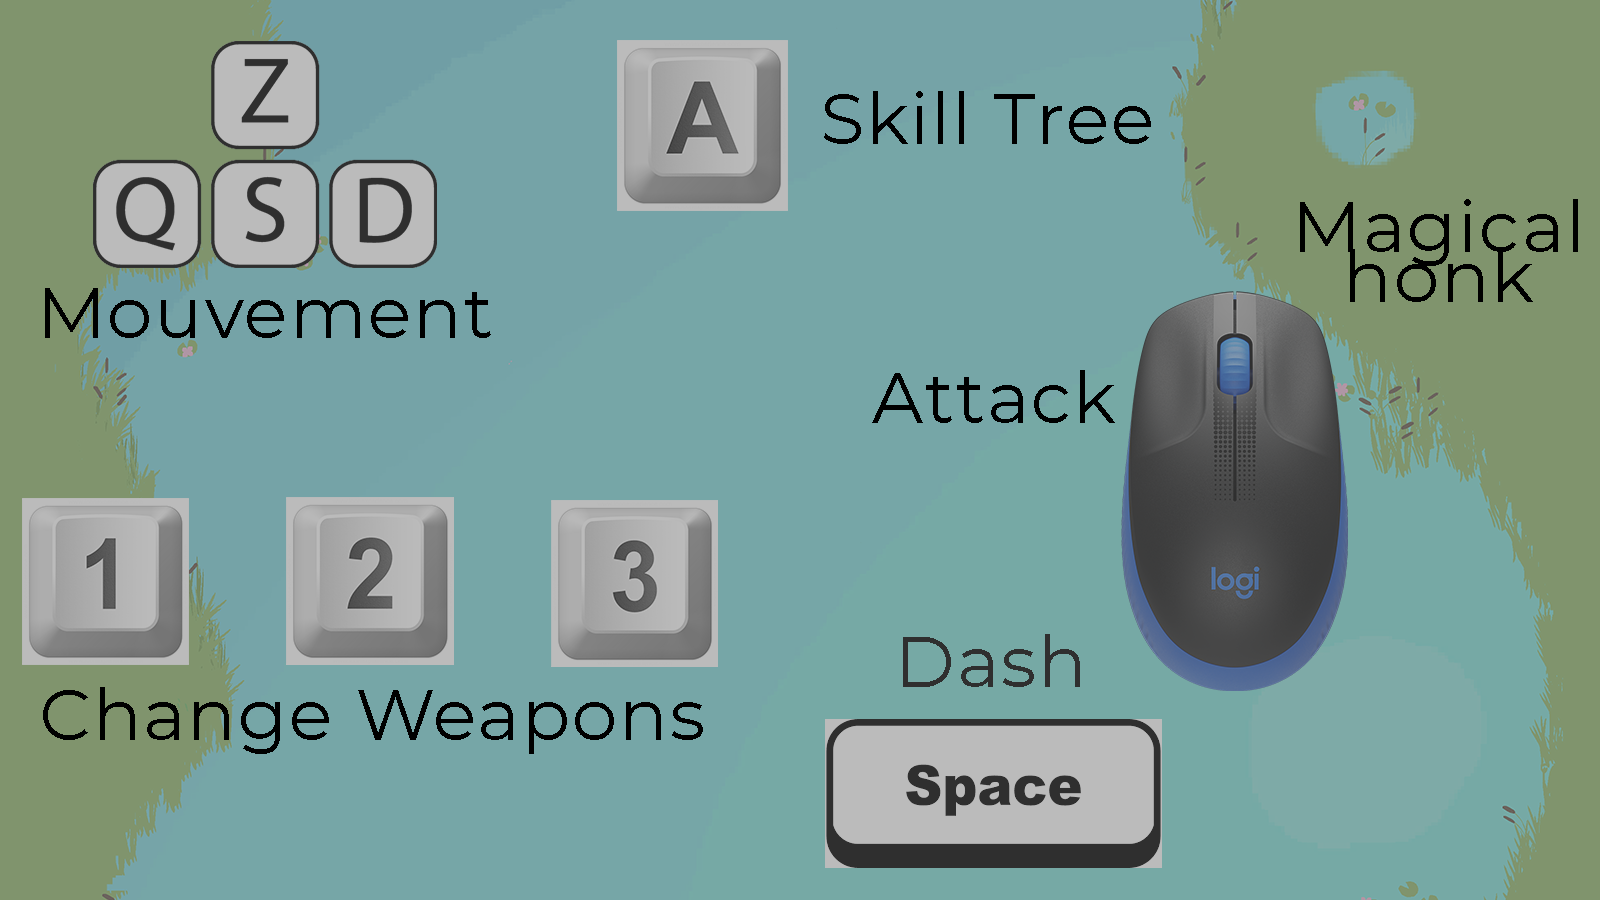 Z
Q S D
Mouvement
A
Skill Tree
Magical
honk
Attack
logi
1 2 3
Change Weapons
Dash
Space